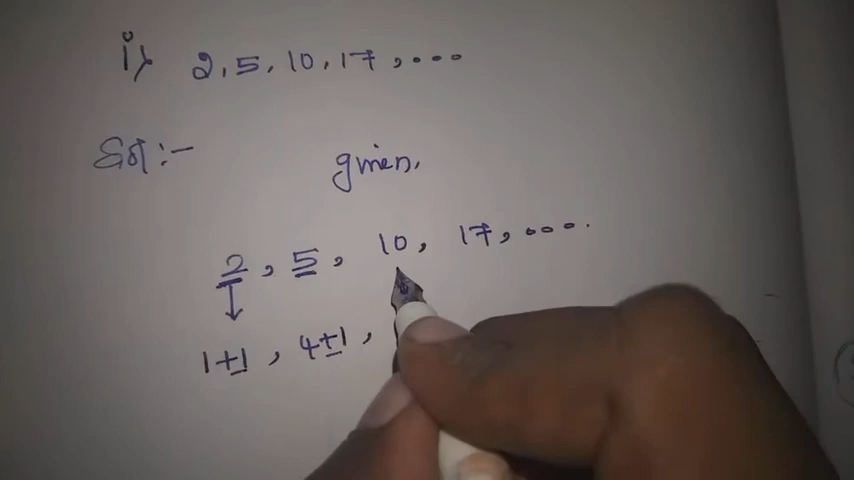 i) 2, 5, 10, 17, ....
Sol :-
given,
2, 5, 10, 17, ....
1+1, 4+1,